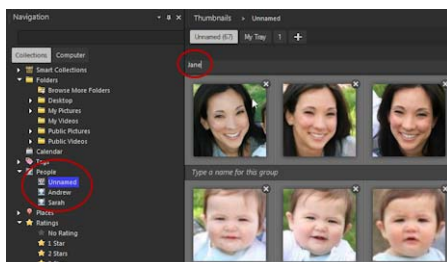 Navigation
Thumbnails > Unnamed
Unnamed (67) My Tray 1
Collections Computer
Jane
Smart Collections
Folders
Browse More Folders
Desktop
My Pictures
My Videos
Public Pictures
Public Videos
Calendar
Tags
People
Type a name for this group
Unnamed
Andrew
Sarah
Places
Ratings
No Rating
1 Star
2 Stars